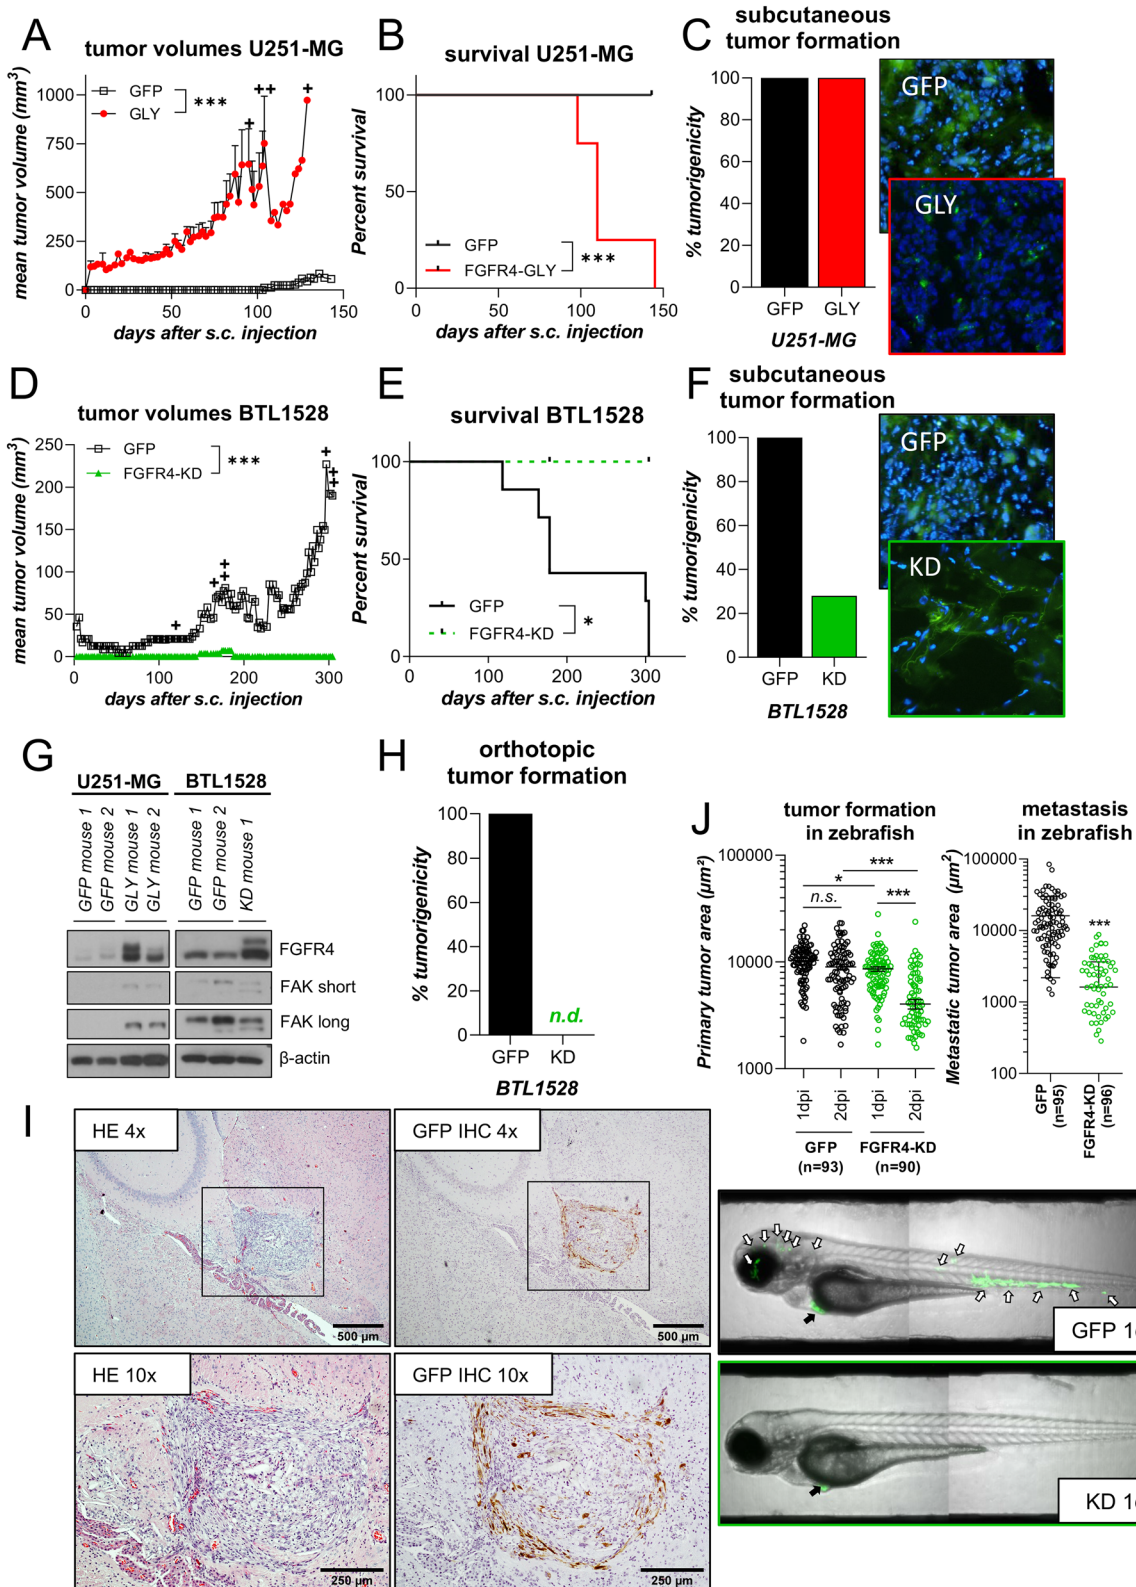 A
tumor volumes U251-MG
mean tumor volume (mm³)
1000
750
500
250
0
GFP
GLY
***
+
++
+
0
50
100
150
days after s.c. injection
B
survival U251-MG
Percent survival
100
50
0
GFP
FGFR4-GLY
***
0
50
100
150
days after s.c. injection
C
subcutaneous
tumor formation
% tumorigenicity
100
80
60
40
20
0
GFP
GLY
U251-MG
GFP
GLY
D
tumor volumes BTL1528
mean tumor volume (mm³)
250
200
150
100
50
0
GFP
FGFR4-KD
***
+
+
+
+
+
+
+
0
100
200
300
days after s.c. injection
E
survival BTL1528
Percent survival
100
50
0
GFP
FGFR4-KD
*
0
100
200
300
days after s.c. injection
F
subcutaneous
tumor formation
% tumorigenicity
100
80
60
40
20
0
GFP
KD
BTL1528
GFP
KD
G
U251-MG
BTL1528
GFP mouse 1
GFP mouse 2
GLY mouse 1
GLY mouse 2
GFP mouse 1
GFP mouse 2
KD mouse 1
FGFR4
FAK short
FAK long
β-actin
H
orthotopic
tumor formation
% tumorigenicity
100
80
60
40
20
0
n.d.
GFP
KD
BTL1528
J
tumor formation
in zebrafish
Primary tumor area (µm²)
100000
10000
1000
***
*
n.s.
***
1dpi
2dpi
1dpi
2dpi
GFP
(n=93)
FGFR4-KD
(n=90)
metastasis
in zebrafish
Metastatic tumor area (µm²)
100000
10000
1000
100
***
GFP
(n=95)
FGFR4-KD
(n=96)
I
HE 4x
500 µm
GFP IHC 4x
500 µm
HE 10x
250 µm
GFP IHC 10x
250 µm
GFP 1
KD 1